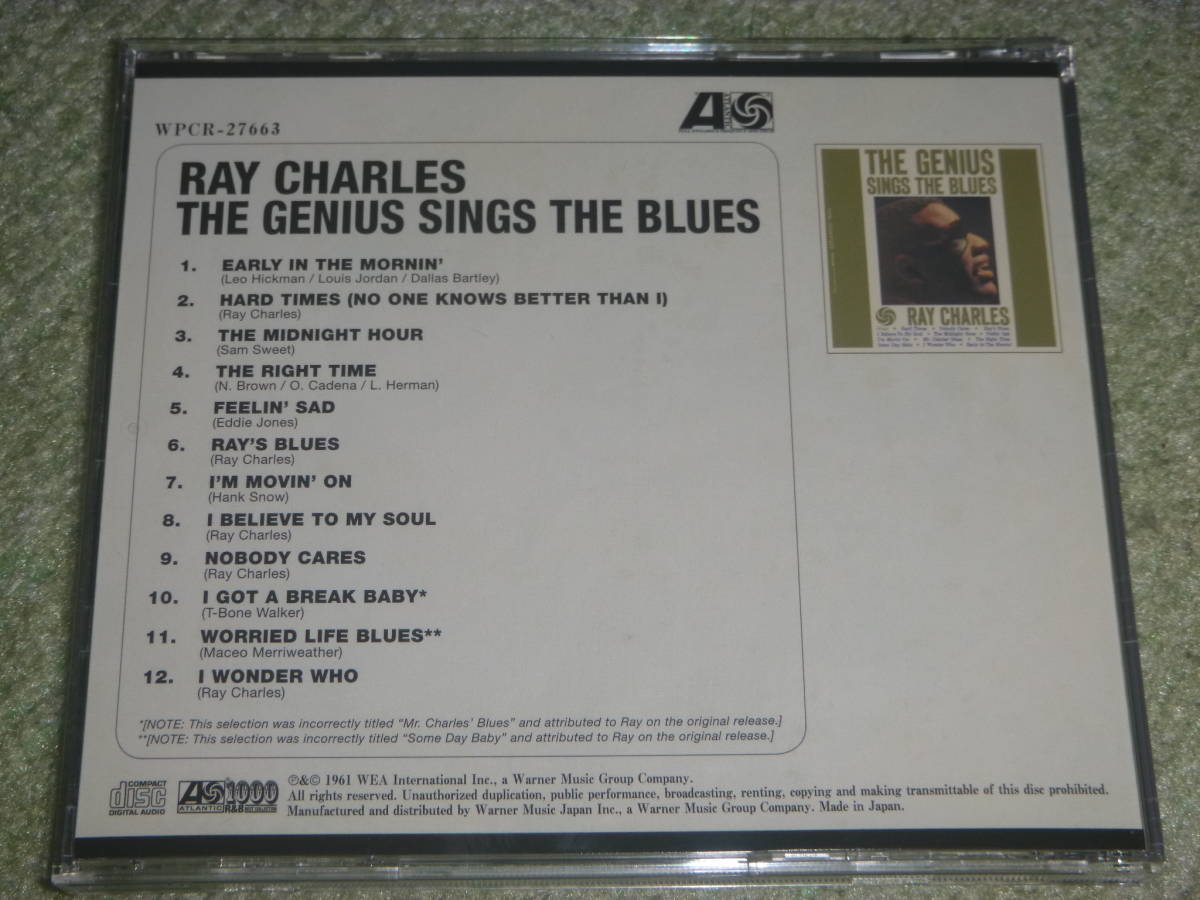 WPCR-27663
ATLANTIC
RAY CHARLES
THE GENIUS SINGS THE BLUES
1. EARLY IN THE MORNIN'
(Leo Hickman / Louis Jordan / Dallas Bartley)
2. HARD TIMES (NO ONE KNOWS BETTER THAN I)
(Ray Charles)
3. THE MIDNIGHT HOUR
(Sam Sweet)
4. THE RIGHT TIME
(N. Brown / O. Cadena / L. Herman)
5. FEELIN' SAD
(Eddie Jones)
6. RAY'S BLUES
(Ray Charles)
7. I'M MOVIN' ON
(Hank Snow)
8. I BELIEVE TO MY SOUL
(Ray Charles)
9. NOBODY CARES
(Ray Charles)
10. I GOT A BREAK BABY*
(T-Bone Walker)
11. WORRIED LIFE BLUES**
(Maceo Merriweather)
12. I WONDER WHO
(Ray Charles)
*[NOTE: This selection was incorrectly titled "Mr. Charles' Blues" and attributed to Ray on the original release.]
**[NOTE: This selection was incorrectly titled "Some Day Baby" and attributed to Ray on the original release.]
THE GENIUS
SINGS THE BLUES
RAY CHARLES
COMPACT
disc
DIGITAL AUDIO
ATLANTIC
1000
R&B
℗&© 1961 WEA International Inc., a Warner Music Group Company.
All rights reserved. Unauthorized duplication, public performance, broadcasting, renting, copying and making transmittable of this disc prohibited.
Manufactured and distributed by Warner Music Japan Inc., a Warner Music Group Company. Made in Japan.